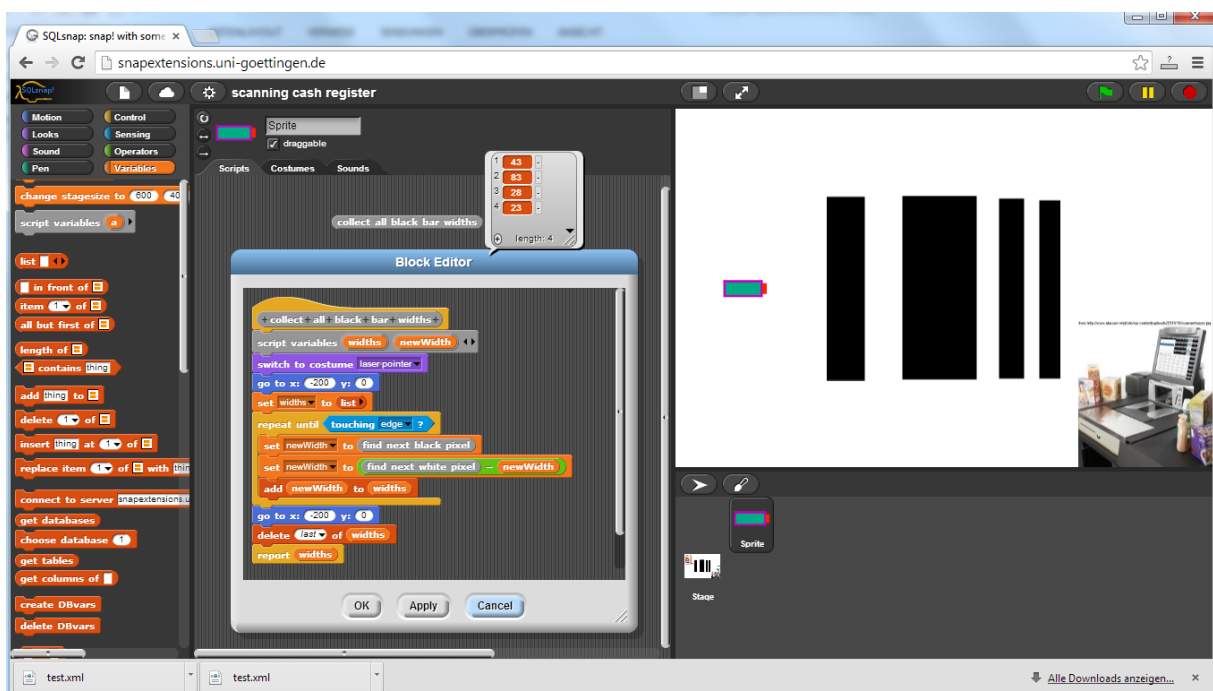 SQLsnap: snap! with some
snapextensions.uni-goettingen.de
SQLsnap!
scanning cash register
Motion
Control
Looks
Sensing
Sound
Operators
Pen
Variables
Sprite
draggable
Scripts
Costumes
Sounds
change stagesize to 600 40
script variables a
list
in front of
item 1 of
all but first of
length of
contains thing
add thing to
delete 1 of
insert thing at 1 of
replace item 1 of with thin
connect to server snapextensions.u
get databases
choose database 1
get tables
get columns of
create DBvars
delete DBvars
collect all black bar widths
1 43 -
2 83 -
3 28 -
4 23 -
length: 4
Block Editor
+ collect + all + black + bar + widths +
script variables widths newWidth
switch to costume laser-pointer
go to x: -200 y: 0
set widths to list
repeat until touching edge ?
set newWidth to find next black pixel
set newWidth to find next white pixel – newWidth
add newWidth to widths
go to x: -200 y: 0
delete last of widths
report widths
OK
Apply
Cancel
Sprite
Stage
test.xml
test.xml
Alle Downloads anzeigen...